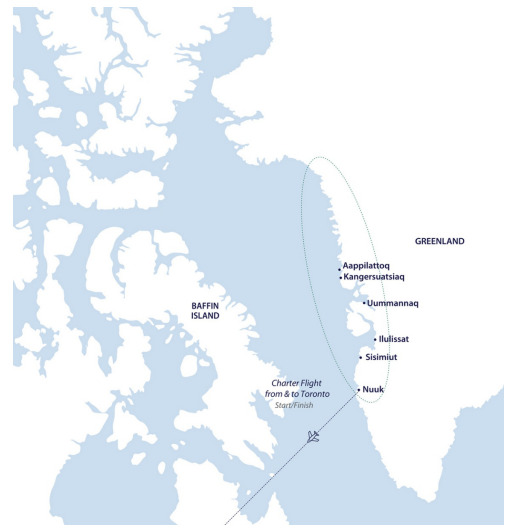 GREENLAND
Aappilattoq
Kangersuatsiaq
Uummannaq
BAFFIN
ISLAND
Ilulissat
Sisimiut
Charter Flight
from & to Toronto
Start/Finish
Nuuk